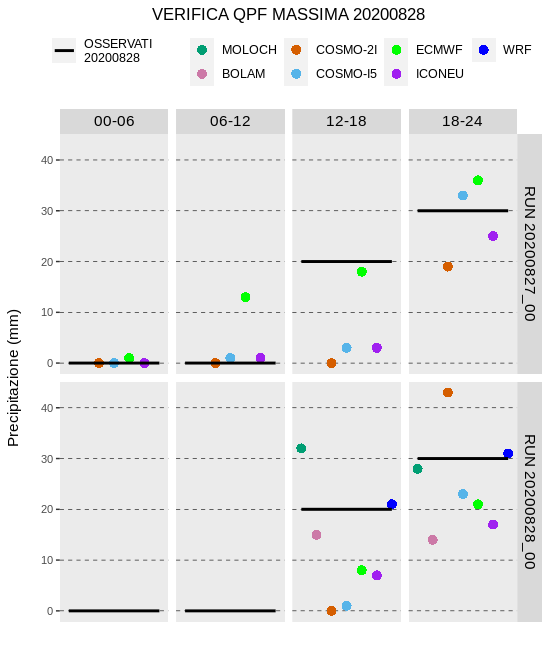 VERIFICA QPF MASSIMA 20200828
OSSERVATI
20200828
MOLOCH
COSMO-2I
ECMWF
WRF
BOLAM
COSMO-I5
ICONEU
00-06
06-12
12-18
18-24
Precipitazione (mm)
40
30
20
10
0
RUN 20200827_00
40
30
20
10
0
RUN 20200828_00